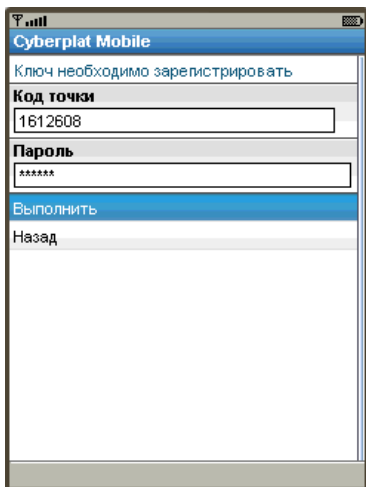 Cyberplat Mobile
Ключ необходимо зарегистрировать
Код точки
1612608
Пароль
******
Выполнить
Назад